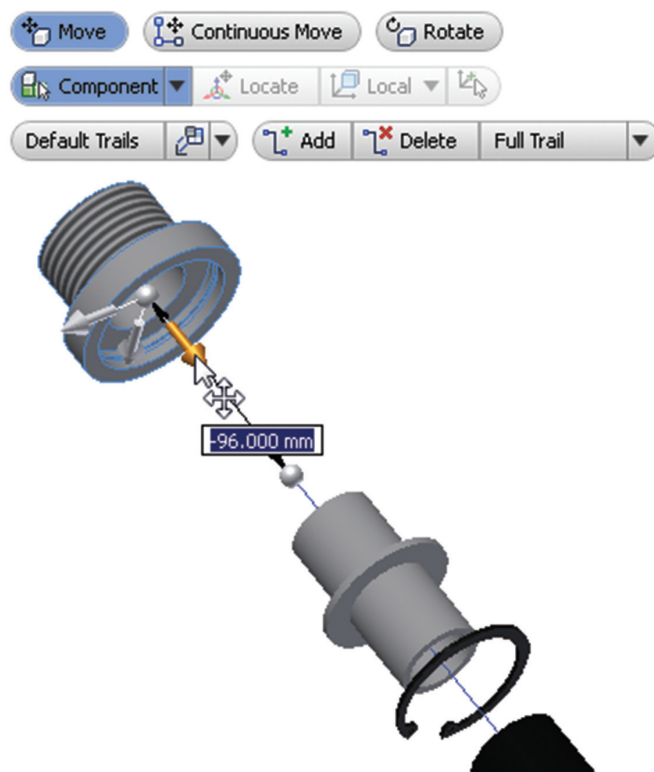 Move Continuous Move Rotate
Component Locate Local
Default Trails Add Delete Full Trail
-96.000 mm